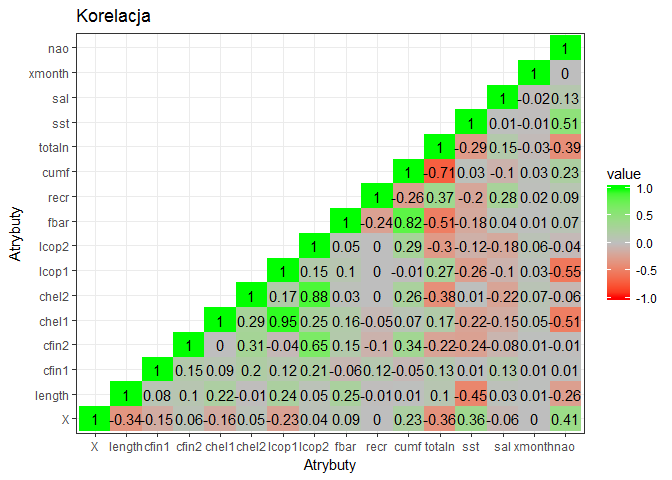 Korelacja
nao 1
xmonth 1 0
sal 1 -0.02 0.13
sst 1 0.01 -0.01 0.51
totaln 1 -0.29 0.15 -0.03 -0.39
cumf 1 -0.71 0.03 -0.1 0.03 0.23
recr 1 -0.26 0.37 -0.2 0.28 0.02 0.09
fbar 1 -0.24 0.82 -0.51 -0.18 0.04 0.01 0.07
lcop2 1 0.05 0 0.29 -0.3 -0.12 -0.18 0.06 -0.04
lcop1 1 0.15 0.1 0 -0.01 0.27 -0.26 -0.1 0.03 -0.55
chel2 1 0.17 0.88 0.03 0 0.26 -0.38 0.01 -0.22 0.07 -0.06
chel1 1 0.29 0.95 0.25 0.16 -0.05 0.07 0.17 -0.22 -0.15 0.05 -0.51
cfin2 1 0 0.31 -0.04 0.65 0.15 -0.1 0.34 -0.22 -0.24 -0.08 0.01 -0.01
cfin1 1 0.15 0.09 0.2 0.12 0.21 -0.06 0.12 -0.05 0.13 0.01 0.13 0.01 0.01
length 1 0.08 0.1 0.22 -0.01 0.24 0.05 0.25 -0.01 0.01 0.1 -0.45 0.03 0.01 -0.26
X 1 -0.34 -0.15 0.06 -0.16 0.05 -0.23 0.04 0.09 0 0.23 -0.36 0.36 -0.06 0 0.41
X length cfin1 cfin2 chel1 chel2 lcop1 lcop2 fbar recr cumf totaln sst sal xmonth nao
Atrybuty
Atrybuty
value
1.0
0.5
0.0
-0.5
-1.0